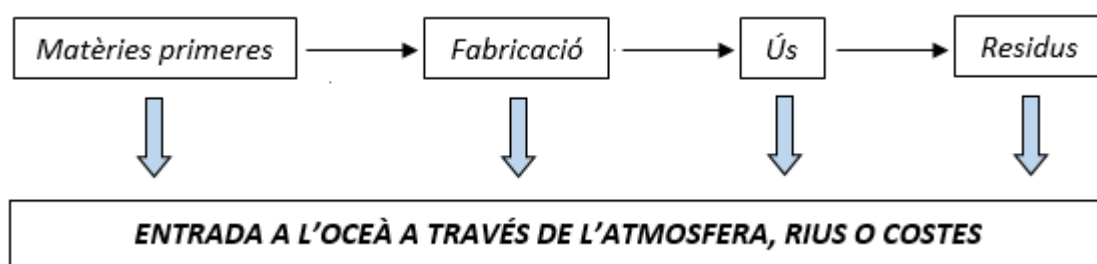 Matèries primeres
Fabricació
Ús
Residus
ENTRADA A L’OCEÀ A TRAVÉS DE L’ATMOSFERA, RIUS O COSTES